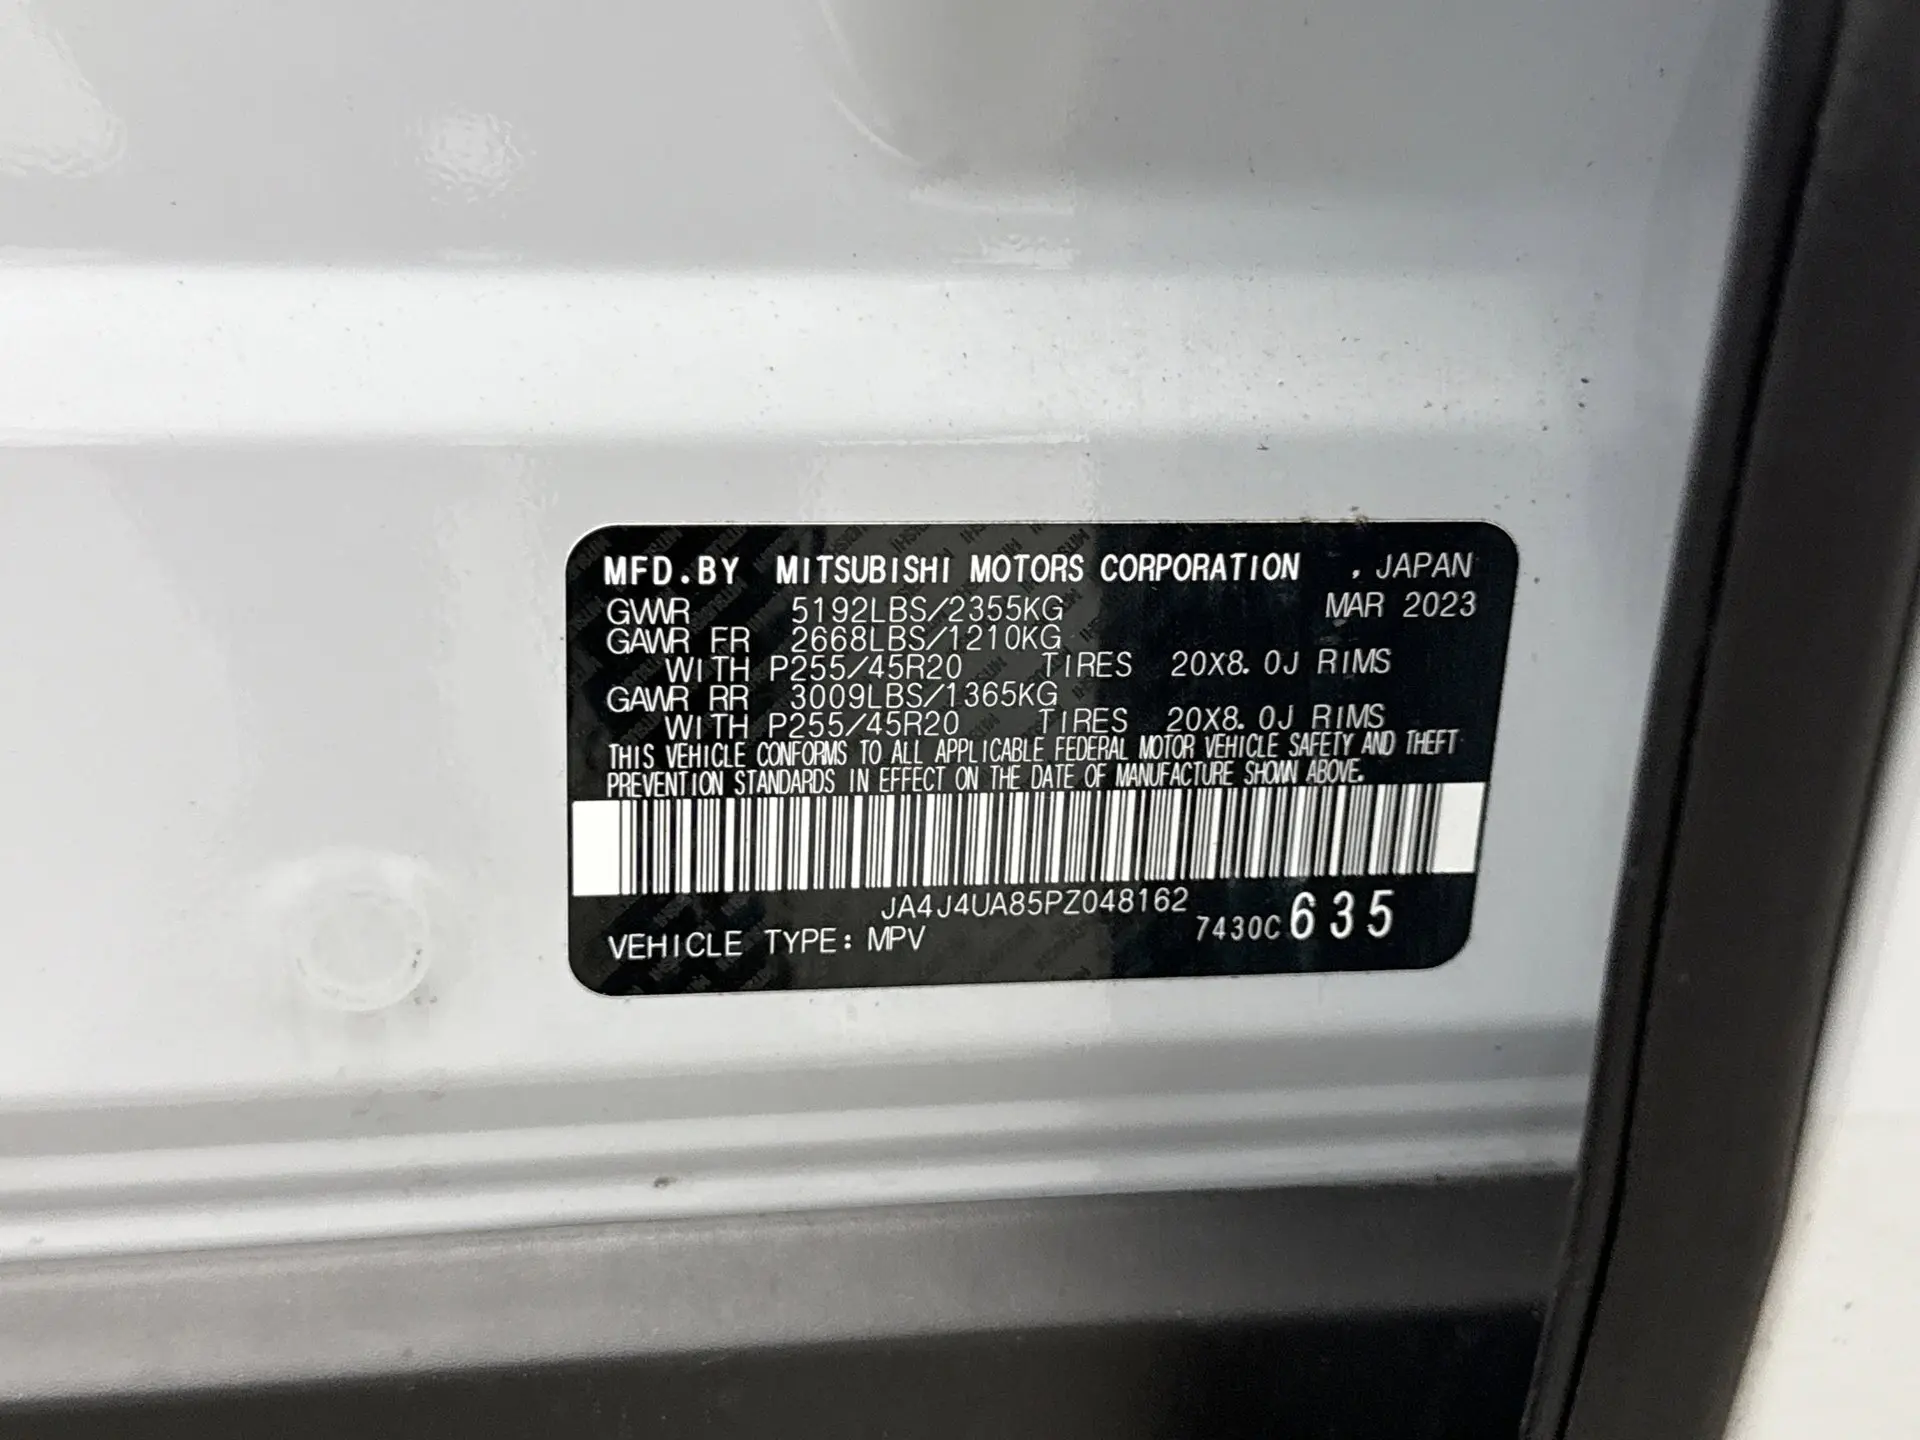 MFD.BY MITSUBISHI MOTORS CORPORATION , JAPAN
GVWR 5192LBS/2355KG MAR 2023
GAWR FR 2668LBS/1210KG
WITH P255/45R20 TIRES 20X8.0J RIMS
GAWR RR 3009LBS/1365KG
WITH P255/45R20 TIRES 20X8.0J RIMS
THIS VEHICLE CONFORMS TO ALL APPLICABLE FEDERAL MOTOR VEHICLE SAFETY AND THEFT
PREVENTION STANDARDS IN EFFECT ON THE DATE OF MANUFACTURE SHOWN ABOVE.
JA4J4UA85PZ048162
VEHICLE TYPE: MPV 7430C 635